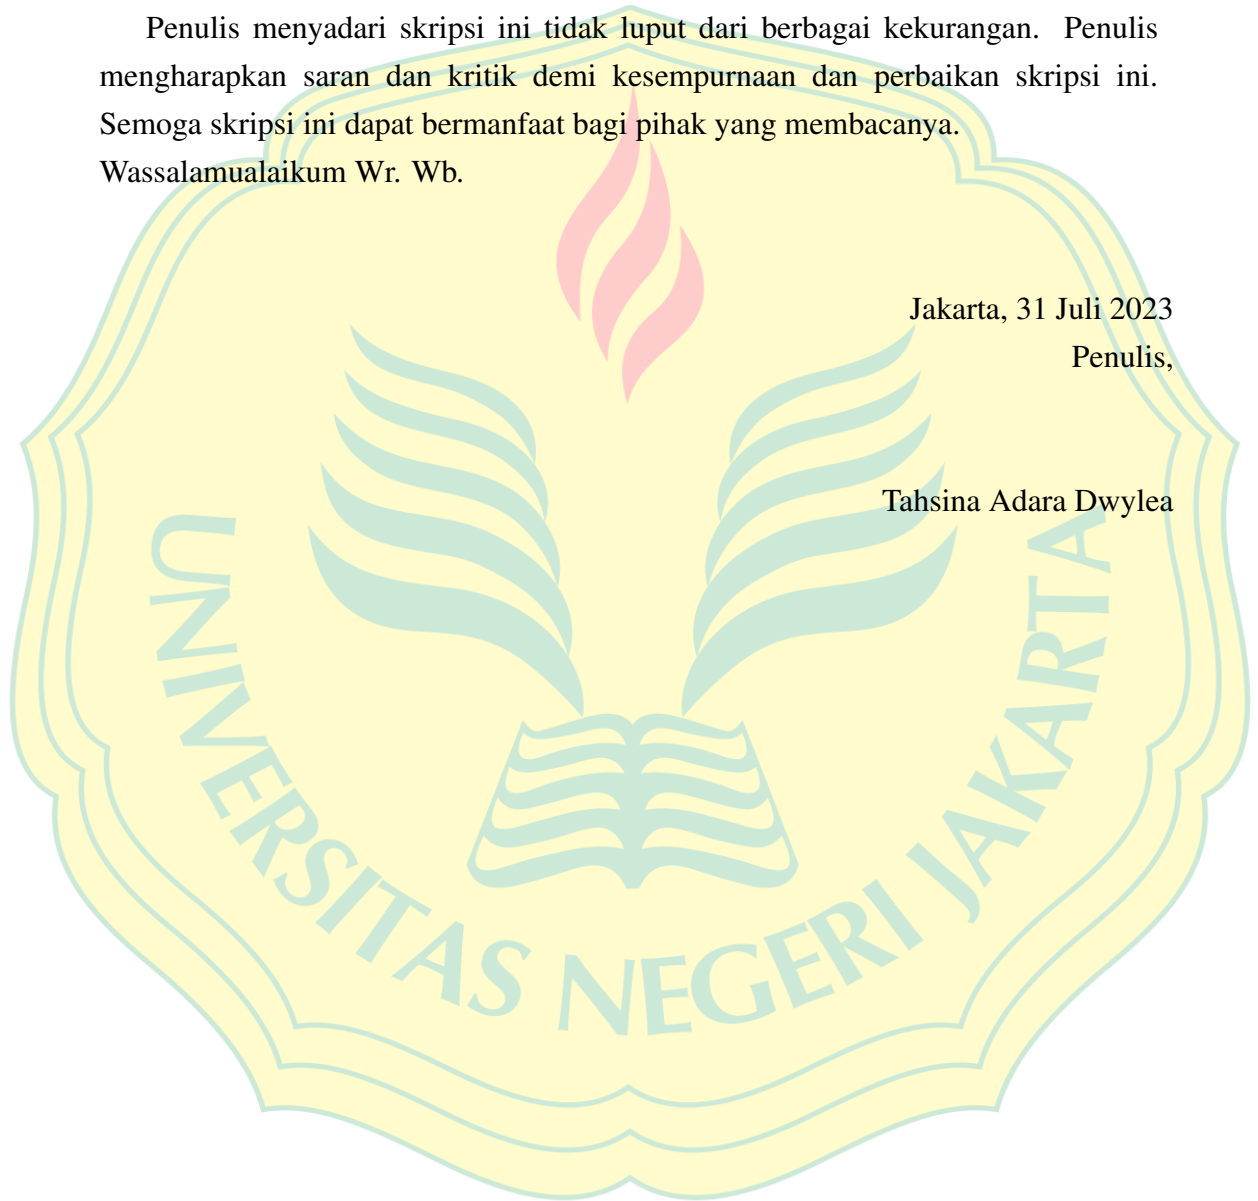 Penulis menyadari skripsi ini tidak luput dari berbagai kekurangan. Penulis
mengharapkan saran dan kritik demi kesempurnaan dan perbaikan skripsi ini.
Semoga skripsi ini dapat bermanfaat bagi pihak yang membacanya.
Wassalamualaikum Wr. Wb.
Jakarta, 31 Juli 2023
Penulis,
Tahsina Adara Dwylea
UNIVERSITAS NEGERI JAKARTA